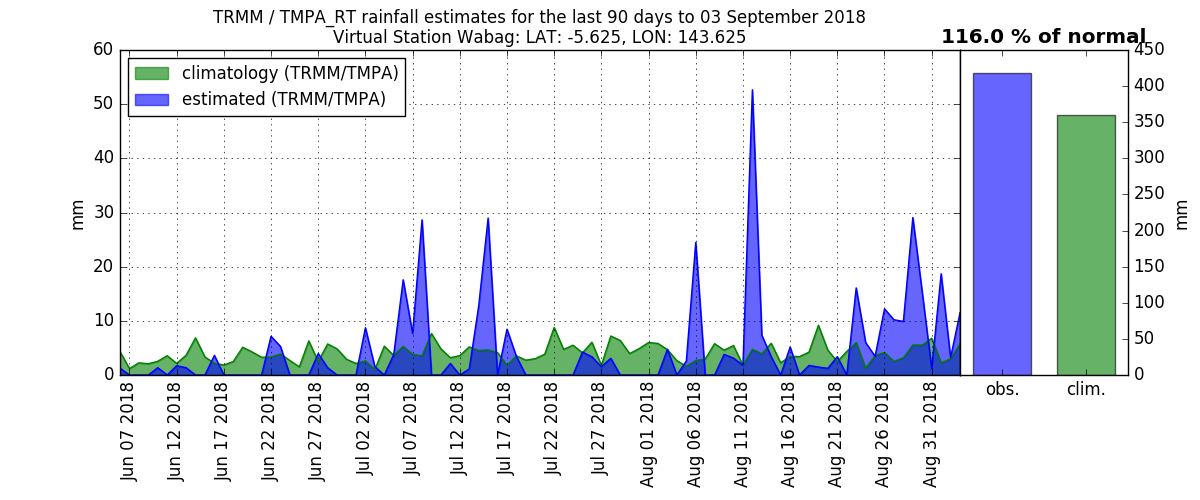 TRMM / TMPA_RT rainfall estimates for the last 90 days to 03 September 2018
Virtual Station Wabag: LAT: -5.625, LON: 143.625
116.0 % of normal
climatology (TRMM/TMPA)
estimated (TRMM/TMPA)
60
50
40
30
20
10
0
mm
Jun 07 2018
Jun 12 2018
Jun 17 2018
Jun 22 2018
Jun 27 2018
Jul 02 2018
Jul 07 2018
Jul 12 2018
Jul 17 2018
Jul 22 2018
Jul 27 2018
Aug 01 2018
Aug 06 2018
Aug 11 2018
Aug 16 2018
Aug 21 2018
Aug 26 2018
Aug 31 2018
obs.
clim.
450
400
350
300
250
200
150
100
50
0
mm